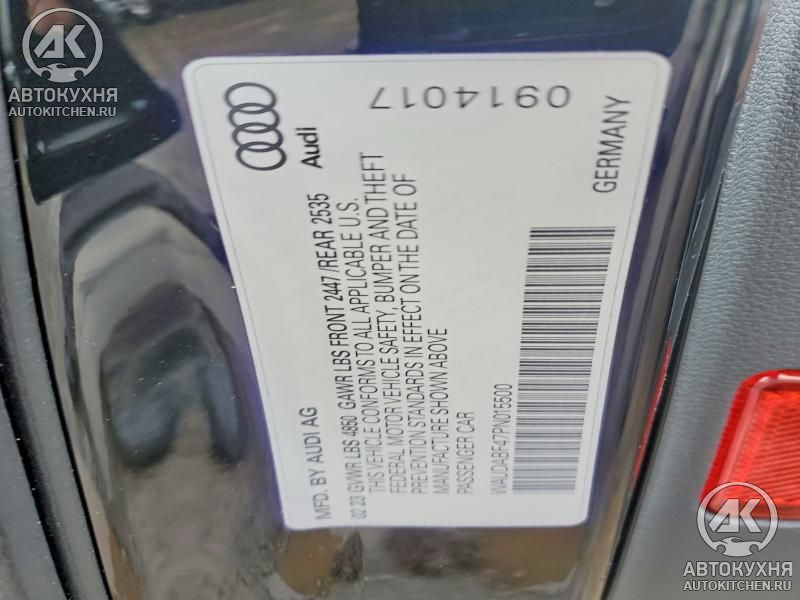 АВТОКУХНЯ
AUTOKITCHEN.RU
Audi
0914017
MFD. BY AUDI AG
02 23 GVWR LBS 4850 GAWR LBS FRONT 2447 /REAR 2535
THIS VEHICLE CONFORMS TO ALL APPLICABLE U.S.
FEDERAL MOTOR VEHICLE SAFETY, BUMPER AND THEFT
PREVENTION STANDARDS IN EFFECT ON THE DATE OF
MANUFACTURE SHOWN ABOVE
PASSENGER CAR
WAUDABF47PN015500
GERMANY
АВТОКУХНЯ
AUTOKITCHEN.RU